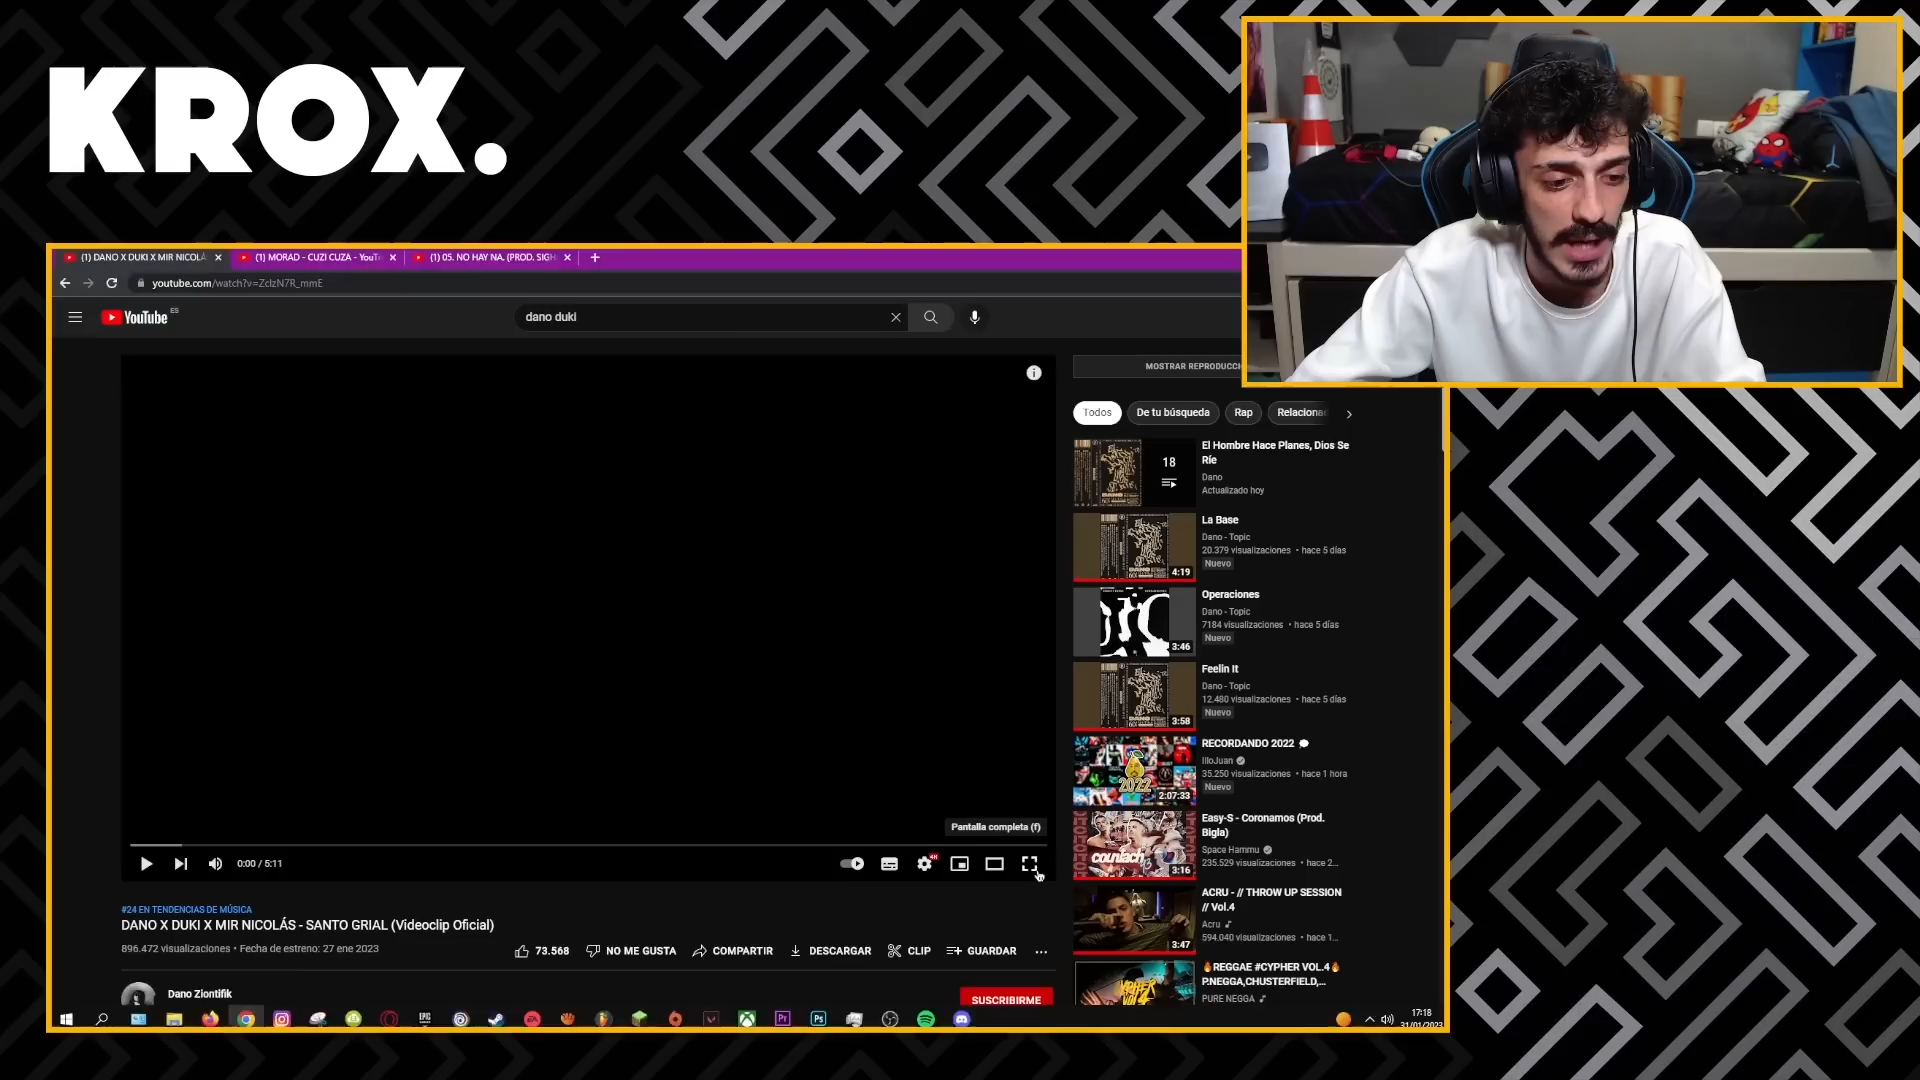 KROX.
(1) DANO X DUKI X MIR NICOLÁ
(1) MORAD - CUZI CUZA - YouT
(1) 05. NO HAY NA. (PROD. SIGH
youtube.com/watch?v=ZclzN7R_mmE
YouTube ES
dano duki
MOSTRAR REPRODUCCI
Todos
De tu búsqueda
Rap
Relaciona
El Hombre Hace Planes, Dios Se
Ríe
Dano
Actualizado hoy
18
La Base
Dano - Topic
20.379 visualizaciones • hace 5 días
Nuevo
4:19
Operaciones
Dano - Topic
7184 visualizaciones • hace 5 días
Nuevo
3:46
Feelin It
Dano - Topic
12.480 visualizaciones • hace 5 días
Nuevo
3:58
RECORDANDO 2022
IlloJuan
35.250 visualizaciones • hace 1 hora
Nuevo
2022
2:07:33
Easy-S - Coronamos (Prod.
Bigla)
Space Hammu
235.529 visualizaciones • hace 2...
countach
3:16
ACRU - // THROW UP SESSION
// Vol.4
Acru
594.040 visualizaciones • hace 1...
3:47
🔥REGGAE #CYPHER VOL.4🔥
P.NEGGA,CHUSTERFIELD,...
PURE NEGGA
Pantalla completa (f)
0:00 / 5:11
#24 EN TENDENCIAS DE MÚSICA
DANO X DUKI X MIR NICOLÁS - SANTO GRIAL (Videoclip Oficial)
896.472 visualizaciones • Fecha de estreno: 27 ene 2023
73.568
NO ME GUSTA
COMPARTIR
DESCARGAR
CLIP
GUARDAR
Dano Ziontifik
SUSCRIBIRME
EPIC
EA
Pr
Ps
17:18
31/01/2023